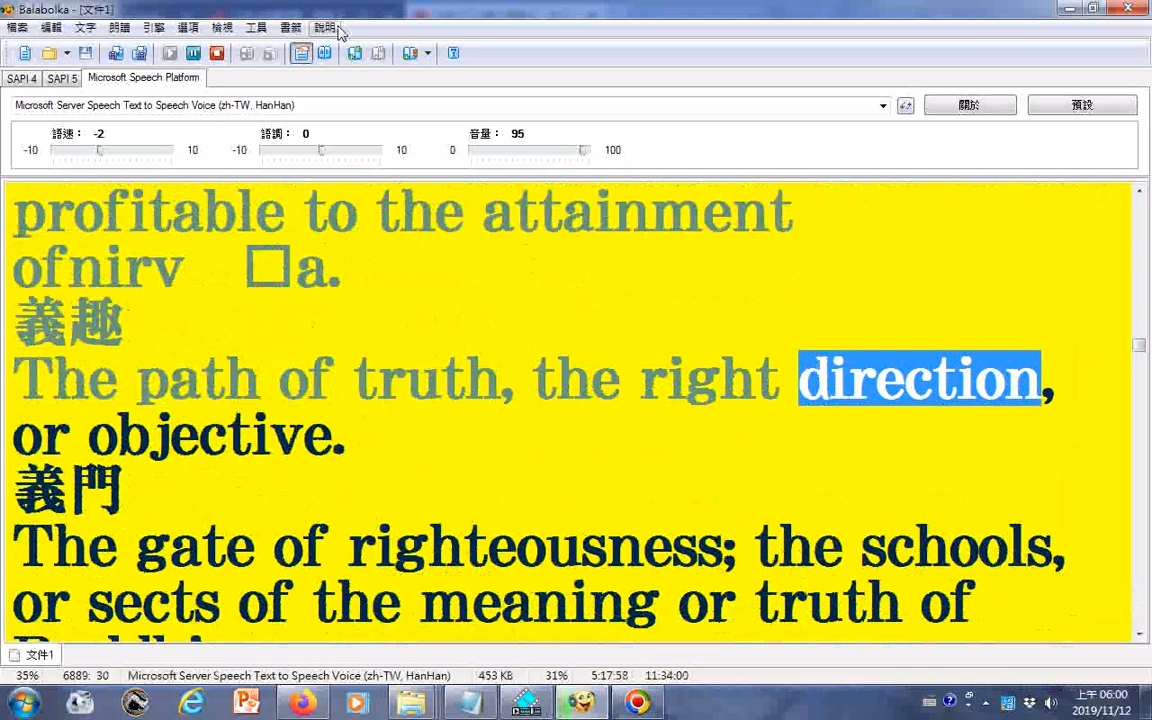 Balabolka - [文件1]
檔案 編輯 文字 朗讀 引擎 選項 檢視 工具 書籤 說明
SAPI 4 SAPI 5 Microsoft Speech Platform
Microsoft Server Speech Text to Speech Voice (zh-TW, HanHan) 關於 預設
語速： -2 語調： 0 音量： 95
-10 10 -10 10 0 100
profitable to the attainment
ofnirv □a.
義趣
The path of truth, the right direction,
or objective.
義門
The gate of righteousness; the schools,
or sects of the meaning or truth of
文件1
35% 6889: 30 Microsoft Server Speech Text to Speech Voice (zh-TW, HanHan) 453 KB 31% 5:17:58 11:34:00
上午 06:00
2019/11/12